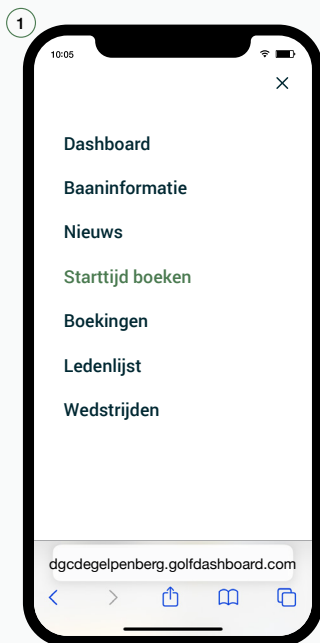 1
10:05
Dashboard
Baaninformatie
Nieuws
Starttijd boeken
Boekingen
Ledenlijst
Wedstrijden
dgcdegelpenberg.golfdashboard.com